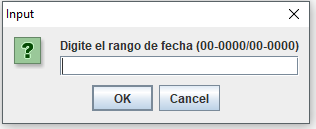 Input
Digite el rango de fecha (00-0000/00-0000)
OK
Cancel